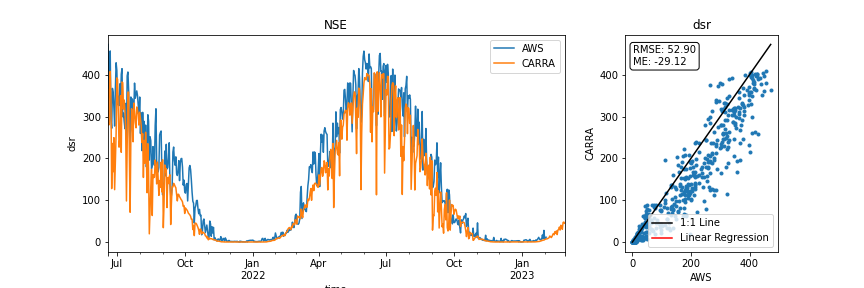 NSE
dsr
AWS
CARRA
400
300
200
100
0
dsr
Jul
Oct
Jan
2022
Apr
Jul
Oct
Jan
2023
time
dsr
RMSE: 52.90
ME: -29.12
400
300
200
100
0
CARRA
1:1 Line
Linear Regression
0
200
400
AWS